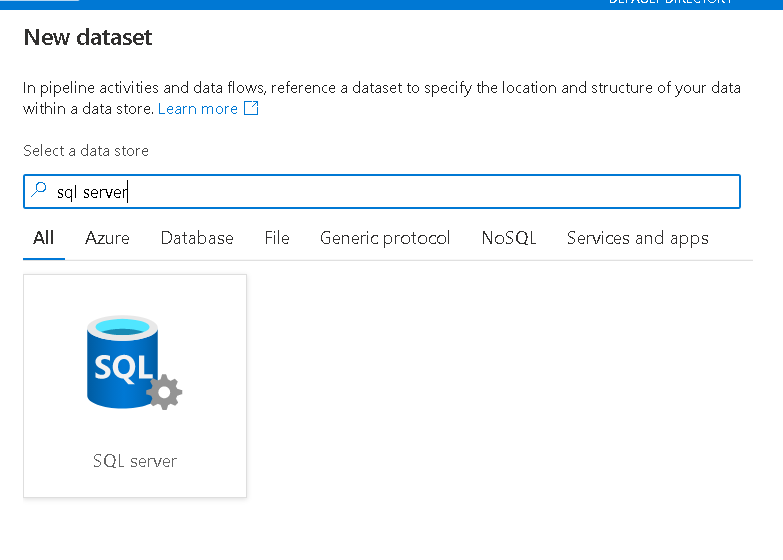 DEFAULT DIRECTORY
New dataset
In pipeline activities and data flows, reference a dataset to specify the location and structure of your data
within a data store. Learn more
Select a data store
sql server
All Azure Database File Generic protocol NoSQL Services and apps
SQL
SQL server